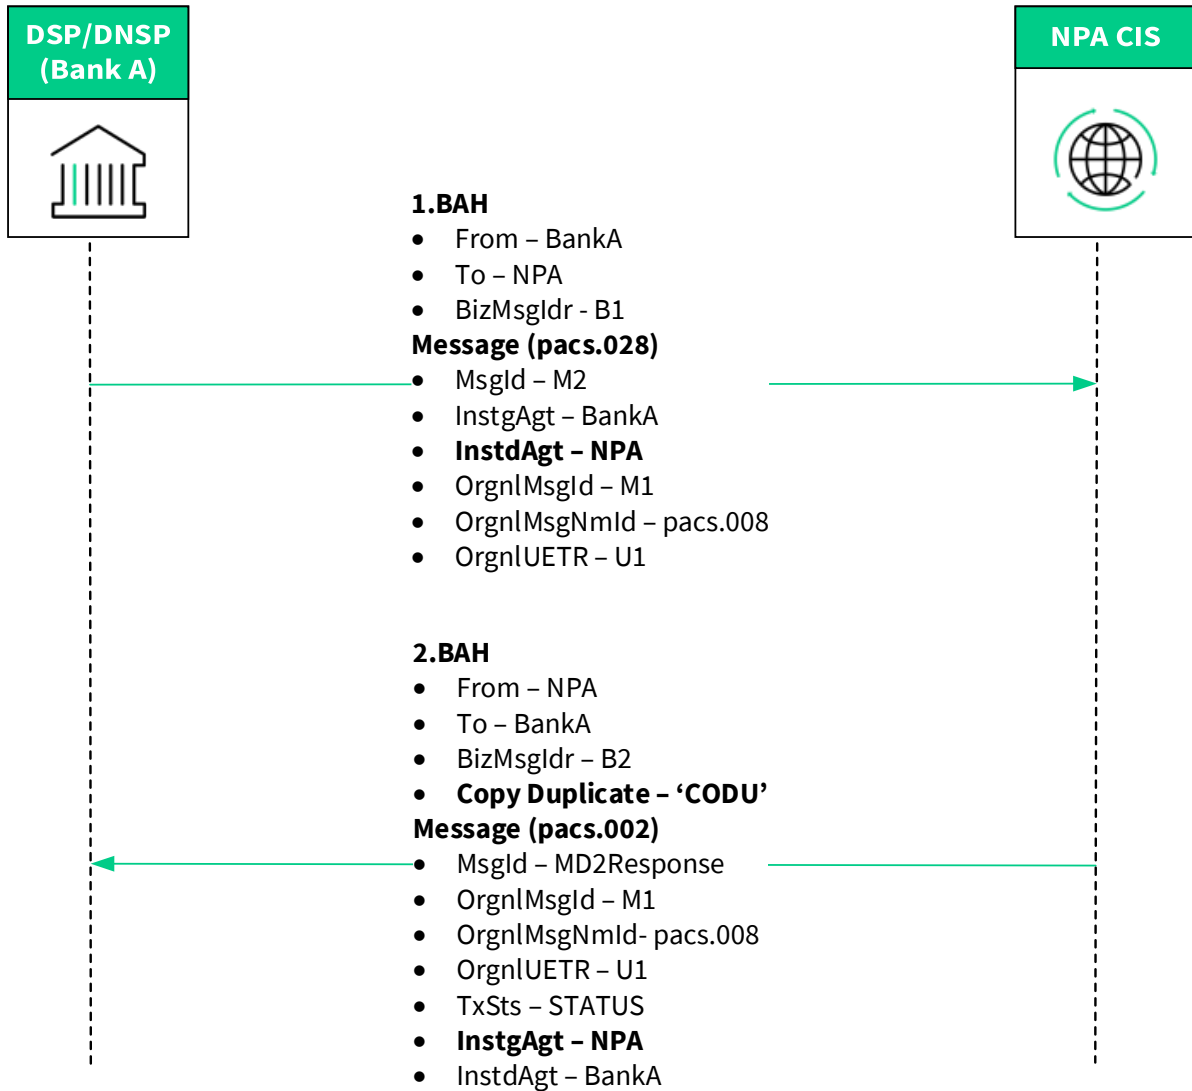 DSP/DNSP
(Bank A)
NPA CIS
1.BAH
• From – BankA
• To – NPA
• BizMsgIdr - B1
Message (pacs.028)
• MsgId – M2
• InstgAgt – BankA
• InstdAgt – NPA
• OrgnlMsgId – M1
• OrgnlMsgNmId – pacs.008
• OrgnlUETR – U1
2.BAH
• From – NPA
• To – BankA
• BizMsgIdr – B2
• Copy Duplicate – ‘CODU’
Message (pacs.002)
• MsgId – MD2Response
• OrgnlMsgId – M1
• OrgnlMsgNmId- pacs.008
• OrgnlUETR – U1
• TxSts – STATUS
• InstgAgt – NPA
• InstdAgt – BankA